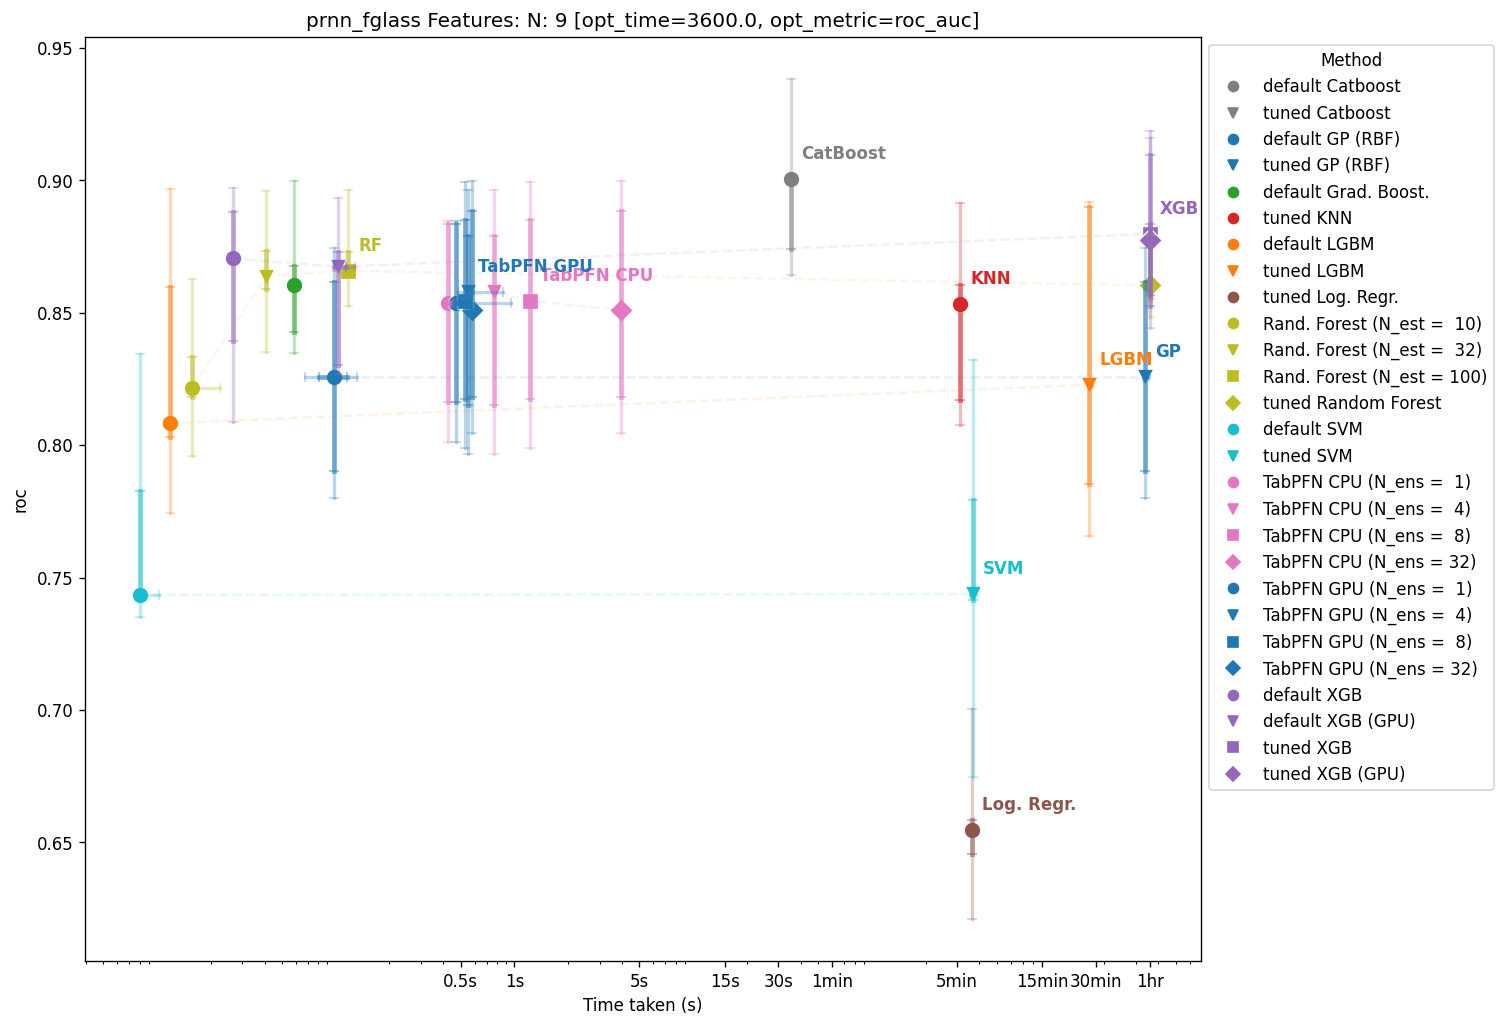 prnn_fglass Features: N: 9 [opt_time=3600.0, opt_metric=roc_auc]
0.95
0.90
0.85
0.80
0.75
0.70
0.65
roc
CatBoost
XGB
RF
TabPFN GPU
TabPFN CPU
KNN
LGBM
GP
SVM
Log. Regr.
0.5s
1s
5s
15s
30s
1min
5min
15min
30min
1hr
Time taken (s)
Method
default Catboost
tuned Catboost
default GP (RBF)
tuned GP (RBF)
default Grad. Boost.
tuned KNN
default LGBM
tuned LGBM
tuned Log. Regr.
Rand. Forest (N_est =  10)
Rand. Forest (N_est =  32)
Rand. Forest (N_est = 100)
tuned Random Forest
default SVM
tuned SVM
TabPFN CPU (N_ens =  1)
TabPFN CPU (N_ens =  4)
TabPFN CPU (N_ens =  8)
TabPFN CPU (N_ens = 32)
TabPFN GPU (N_ens =  1)
TabPFN GPU (N_ens =  4)
TabPFN GPU (N_ens =  8)
TabPFN GPU (N_ens = 32)
default XGB
default XGB (GPU)
tuned XGB
tuned XGB (GPU)